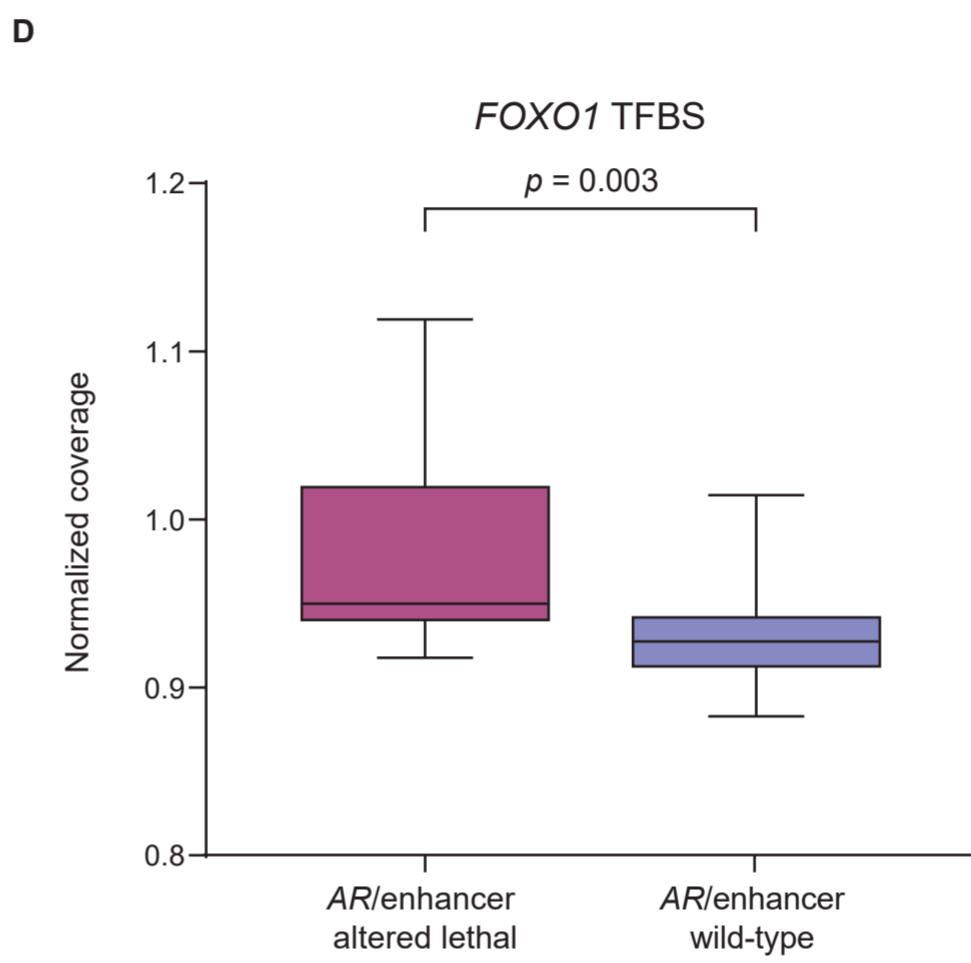 D
FOXO1 TFBS
p = 0.003
1.2
1.1
1.0
0.9
0.8
Normalized coverage
AR/enhancer
altered lethal
AR/enhancer
wild-type